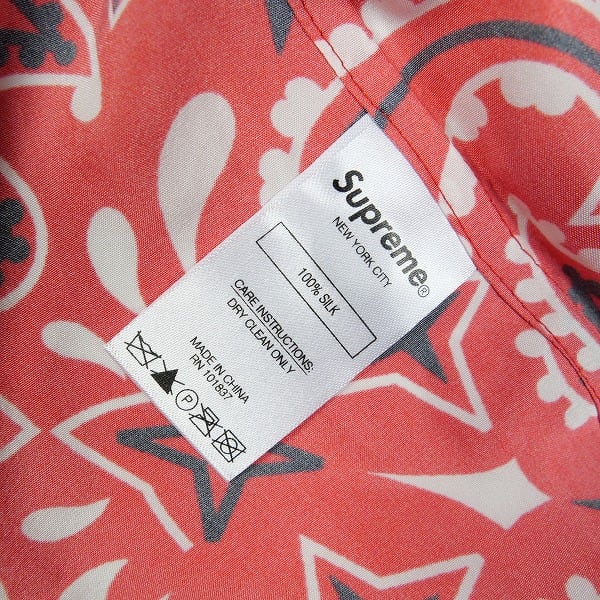 Supreme®
NEW YORK CITY
100% SILK
CARE INSTRUCTIONS:
DRY CLEAN ONLY
MADE IN CHINA
RN 101837
P